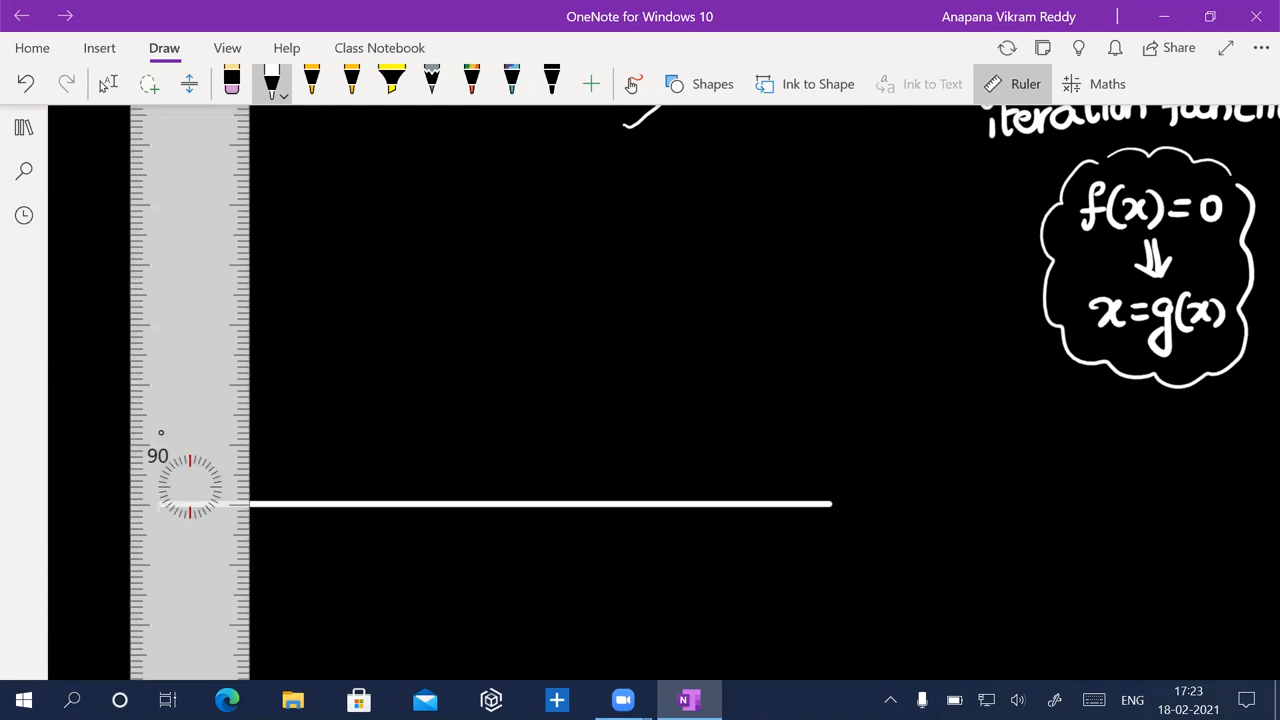 OneNote for Windows 10
Anapana Vikram Reddy
Home Insert Draw View Help Class Notebook Share
Shapes Ink to Shape Ink to Text Ruler Maths
iteration
f(x)=0
⇓
x=g(x)
90°
ENG
17:23
18-02-2021